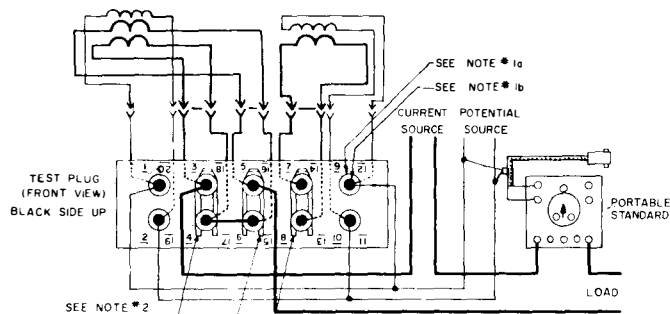 SEE NOTE # 1a
SEE NOTE # 1b
CURRENT POTENTIAL
SOURCE SOURCE
TEST PLUG
(FRONT VIEW)
BLACK SIDE UP
1 20 3 18 5 16 7 14 9 12
2 19 4 17 6 15 8 13 10 11
PORTABLE
STANDARD
LOAD
SEE NOTE #2